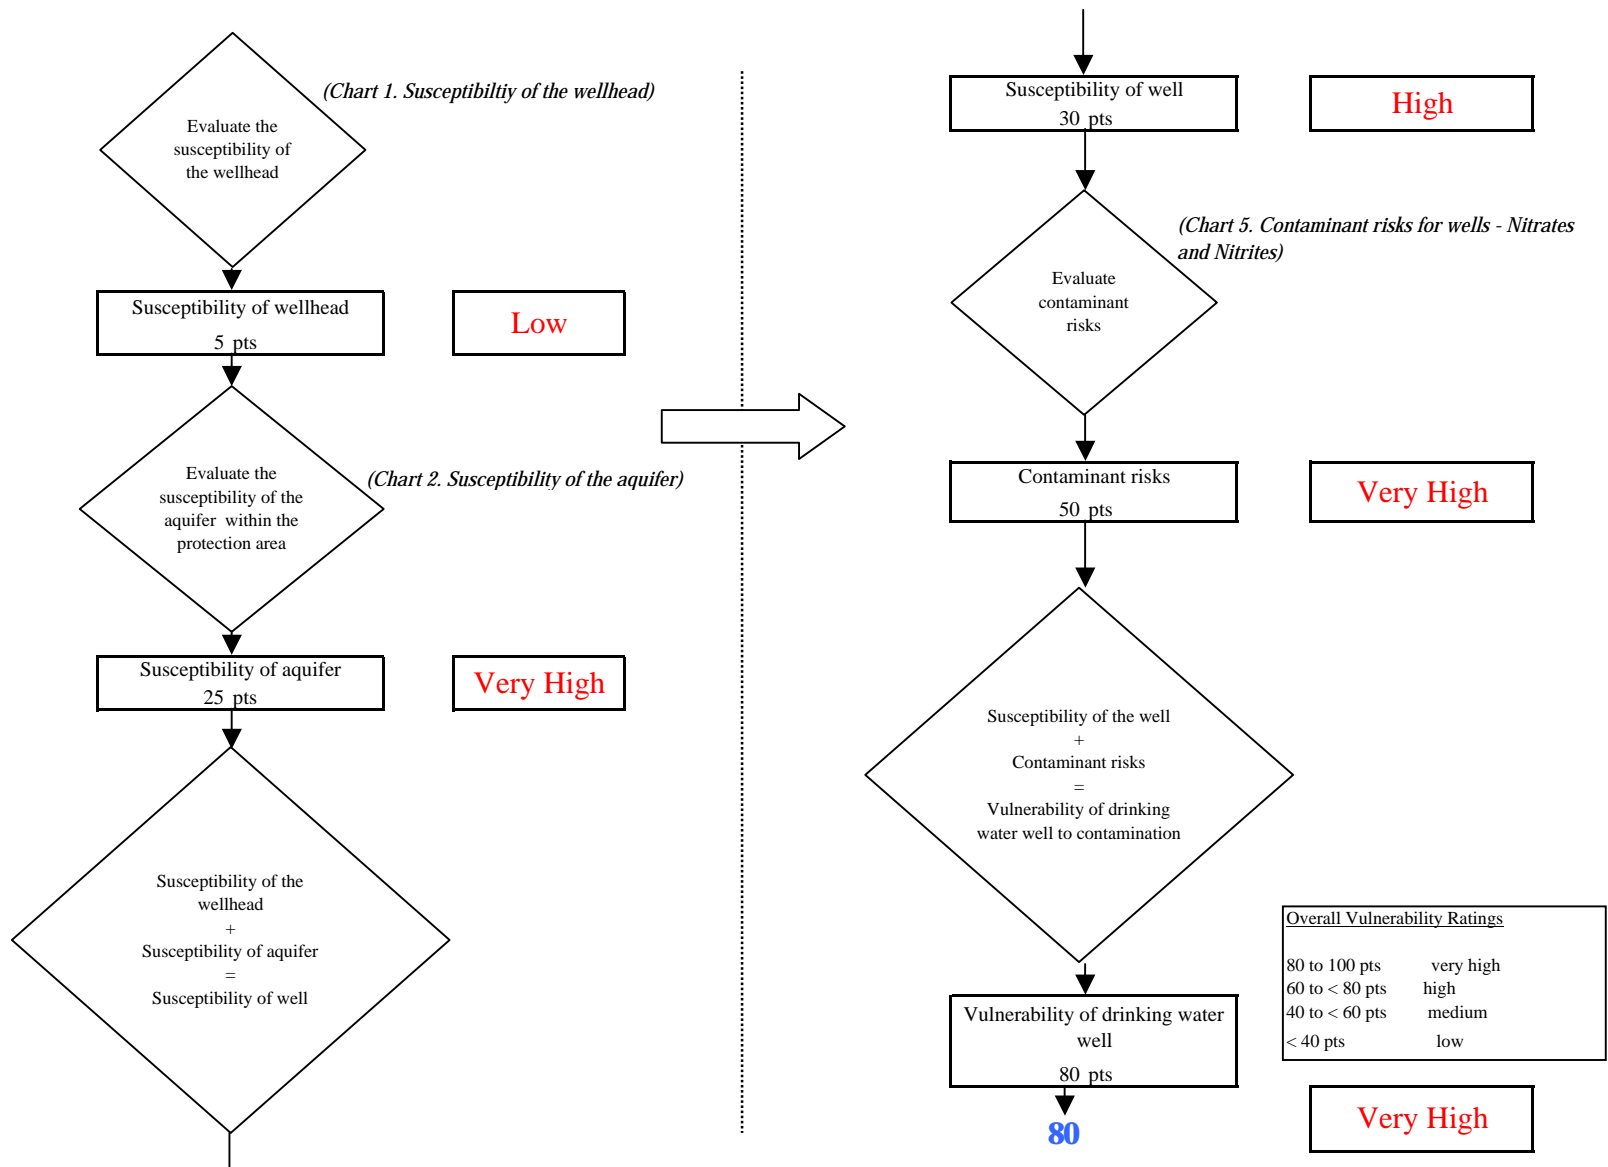 (Chart 1. Susceptibiltiy of the wellhead)
Evaluate the
susceptibility of
the wellhead
Susceptibility of wellhead
5 pts
Low
(Chart 2. Susceptibility of the aquifer)
Evaluate the
susceptibility of the
aquifer within the
protection area
Susceptibility of aquifer
25 pts
Very High
Susceptibility of the
wellhead
+
Susceptibility of aquifer
=
Susceptibility of well
Susceptibility of well
30 pts
High
(Chart 5. Contaminant risks for wells - Nitrates
and Nitrites)
Evaluate
contaminant
risks
Contaminant risks
50 pts
Very High
Susceptibility of the well
+
Contaminant risks
=
Vulnerability of drinking
water well to contamination
Overall Vulnerability Ratings
80 to 100 pts very high
60 to < 80 pts high
40 to < 60 pts medium
< 40 pts low
Vulnerability of drinking water
well
80 pts
80
Very High